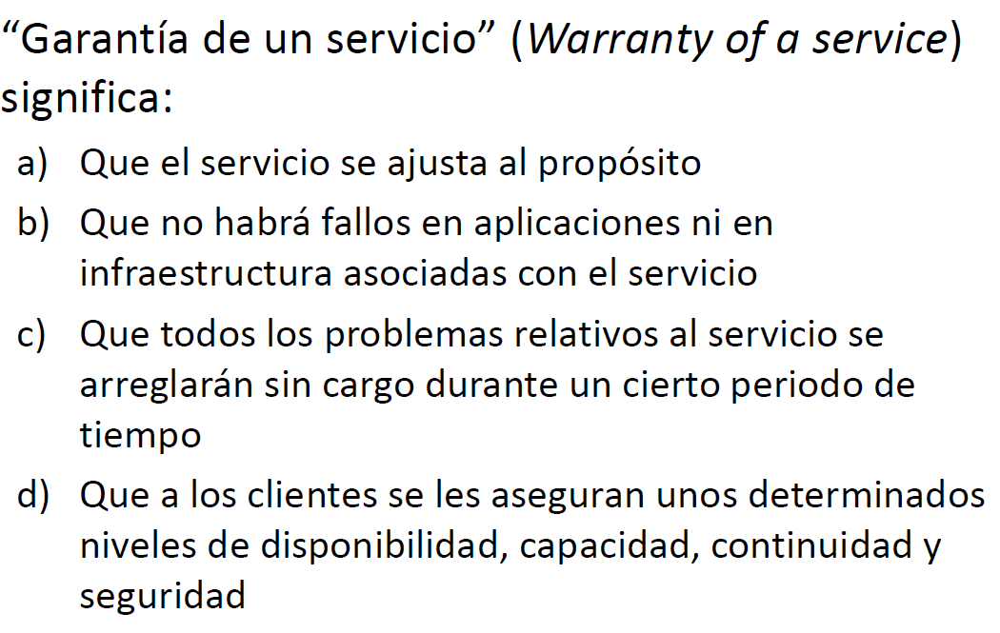 “Garantía de un servicio” (Warranty of a service)
significa:
a) Que el servicio se ajusta al propósito
b) Que no habrá fallos en aplicaciones ni en
infraestructura asociadas con el servicio
c) Que todos los problemas relativos al servicio se
arreglarán sin cargo durante un cierto periodo de
tiempo
d) Que a los clientes se les aseguran unos determinados
niveles de disponibilidad, capacidad, continuidad y
seguridad